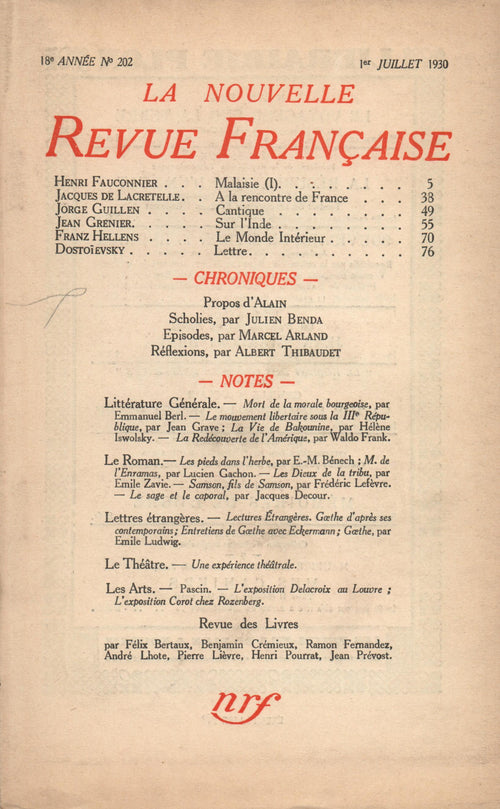 18e ANNÉE No 202
1er JUILLET 1930
LA NOUVELLE
REVUE FRANÇAISE
HENRI FAUCONNIER . . . Malaisie (I). . . . . . . . . 5
JACQUES DE LACRETELLE. . A la rencontre de France . . . . 38
JORGE GUILLEN . . . . . Cantique . . . . . . . . . 49
JEAN GRENIER. . . . . . Sur l'Inde . . . . . . . . . 55
FRANZ HELLENS . . . . . Le Monde Intérieur . . . . . . 70
DOSTOÏEVSKY . . . . . . Lettre. . . . . . . . . . . 76
— CHRONIQUES —
Propos d'ALAIN
Scholies, par JULIEN BENDA
Episodes, par MARCEL ARLAND
Réflexions, par ALBERT THIBAUDET
— NOTES —
Littérature Générale. — Mort de la morale bourgeoise, par
Emmanuel Berl. — Le mouvement libertaire sous la IIIe Répu-
blique, par Jean Grave ; La Vie de Bakounine, par Hélène
Iswolsky. — La Redécouverte de l'Amérique, par Waldo Frank.
Le Roman. — Les pieds dans l'herbe, par E.-M. Bénech ; M. de
l'Enramas, par Lucien Gachon. — Les Dieux de la tribu, par
Emile Zavie. — Samson, fils de Samson, par Frédéric Lefèvre.
— Le sage et le caporal, par Jacques Decour.
Lettres étrangères. — Lectures Étrangères. Gœthe d'après ses
contemporains ; Entretiens de Gœthe avec Eckermann ; Gœthe, par
Emile Ludwig.
Le Théâtre. — Une expérience théâtrale.
Les Arts. — Pascin. — L'exposition Delacroix au Louvre ;
L'exposition Corot chez Rozenberg.
Revue des Livres
par Félix Bertaux, Benjamin Crémieux, Ramon Fernandez,
André Lhote, Pierre Lièvre, Henri Pourrat, Jean Prévost.
nrf